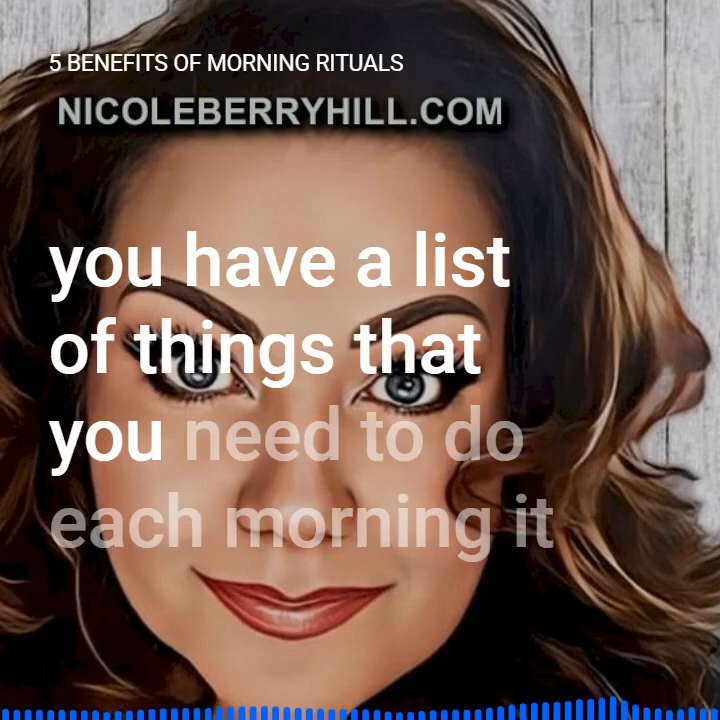 5 BENEFITS OF MORNING RITUALS
NICOLEBERRYHILL.COM
you have a list
of things that
you need to do
each morning it